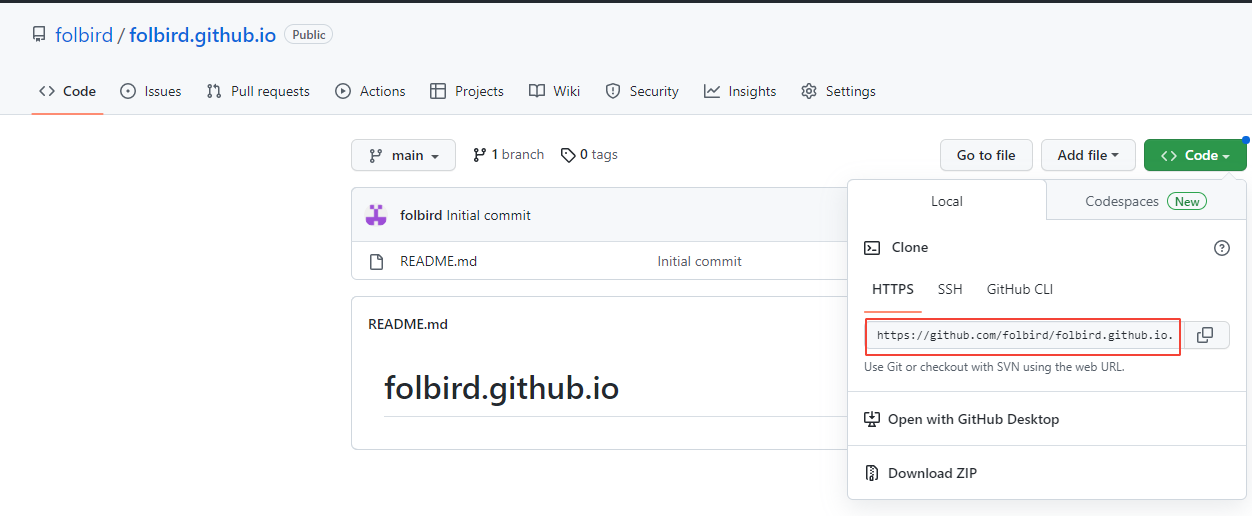 folbird / folbird.github.io Public
Code Issues Pull requests Actions Projects Wiki Security Insights Settings
main 1 branch 0 tags Go to file Add file Code
folbird Initial commit
README.md Initial commit
README.md
folbird.github.io
Local Codespaces New
Clone
HTTPS SSH GitHub CLI
https://github.com/folbird/folbird.github.io.
Use Git or checkout with SVN using the web URL.
Open with GitHub Desktop
Download ZIP